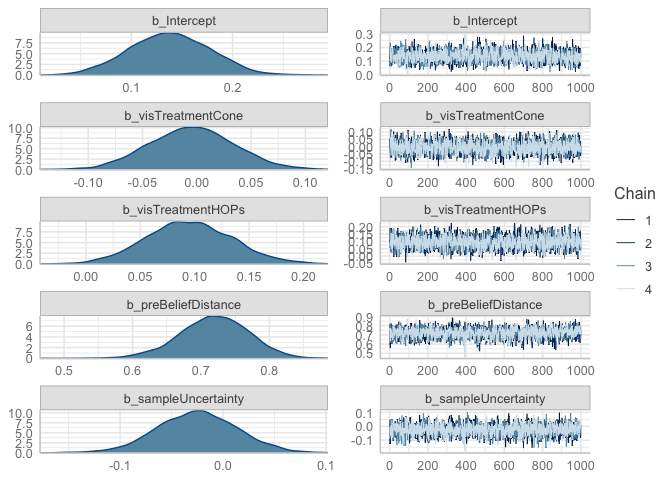 b_Intercept
7.5
5.0
2.5
0.0
0.1 0.2
b_Intercept
0.3
0.2
0.1
0.0
0 200 400 600 800 1000
b_visTreatmentCone
10.0
7.5
5.0
2.5
0.0
-0.10 -0.05 0.00 0.05 0.10
b_visTreatmentCone
0.10
0.05
0.00
-0.05
-0.10
-0.15
0 200 400 600 800 1000
b_visTreatmentHOPs
7.5
5.0
2.5
0.0
0.00 0.05 0.10 0.15 0.20
b_visTreatmentHOPs
0.20
0.15
0.10
0.05
0.00
-0.05
0 200 400 600 800 1000
b_preBeliefDistance
6
4
2
0
0.5 0.6 0.7 0.8
b_preBeliefDistance
0.9
0.8
0.7
0.6
0.5
0 200 400 600 800 1000
b_sampleUncertainty
10.0
7.5
5.0
2.5
0.0
-0.1 0.0 0.1
b_sampleUncertainty
0.1
0.0
-0.1
0 200 400 600 800 1000
Chain
1
2
3
4